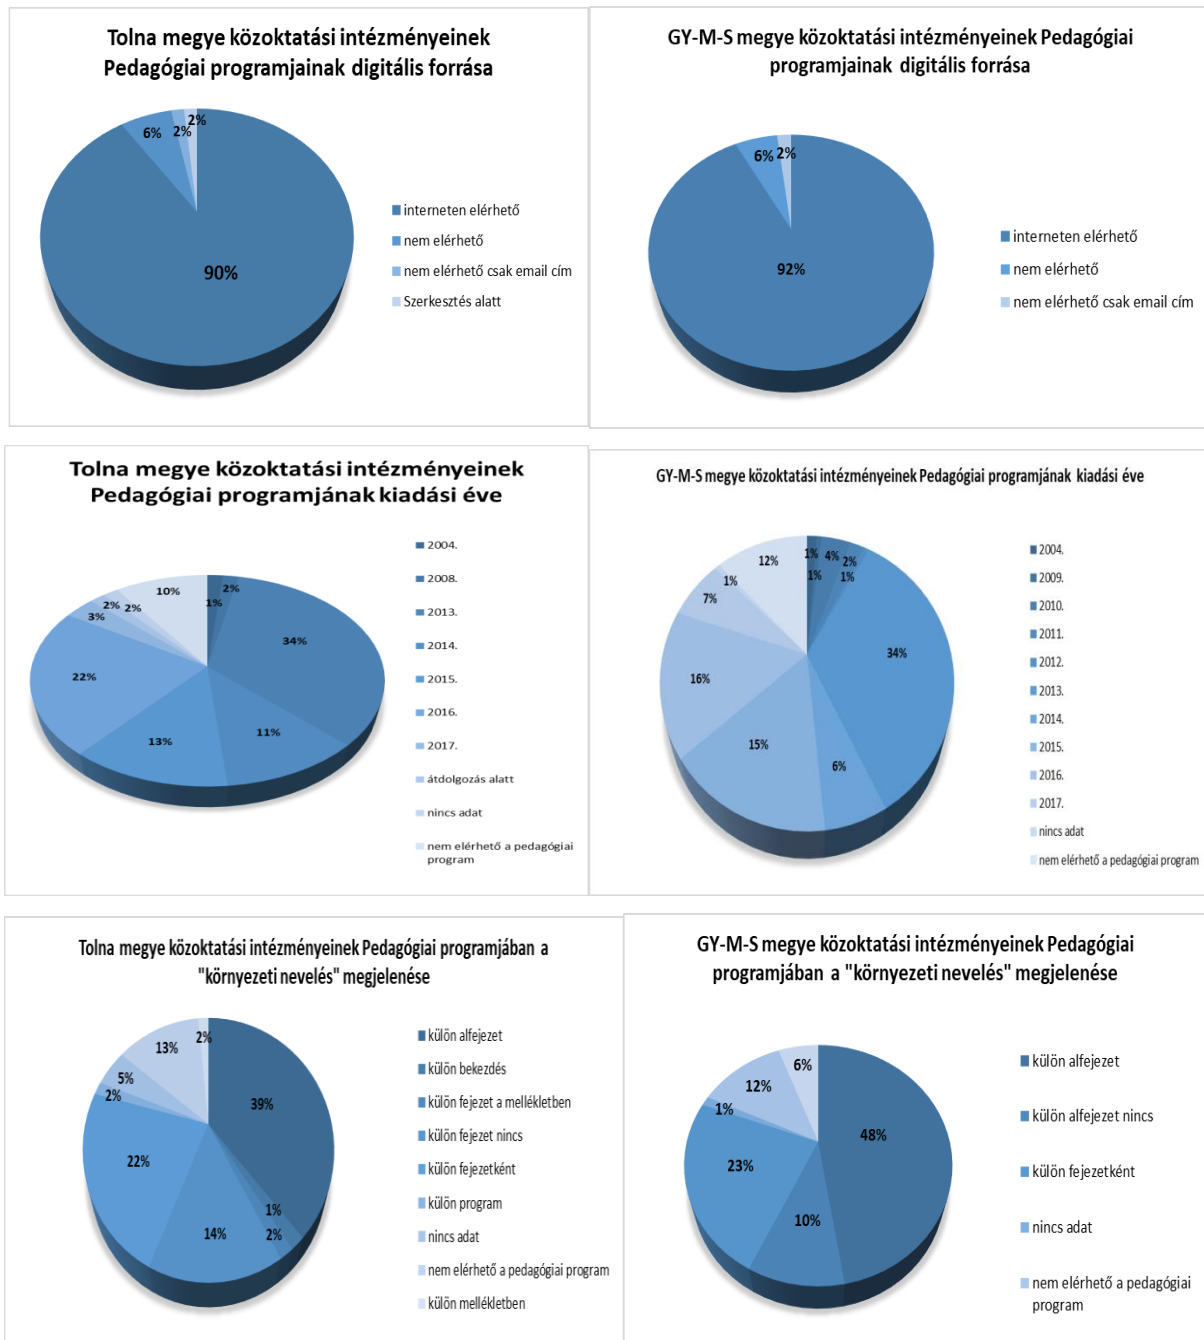 Tolna megye közoktatási intézményeinek
Pedagógiai programjainak digitális forrása
90%
6%
2%
2%
interneten elérhető
nem elérhető
nem elérhető csak email cím
Szerkesztés alatt
GY-M-S megye közoktatási intézményeinek Pedagógiai
programjainak digitális forrása
92%
6%
2%
interneten elérhető
nem elérhető
nem elérhető csak email cím
Tolna megye közoktatási intézményeinek
Pedagógiai programjának kiadási éve
1%
2%
34%
11%
13%
22%
3%
2%
2%
10%
2004.
2008.
2013.
2014.
2015.
2016.
2017.
átdolgozás alatt
nincs adat
nem elérhető a pedagógiai
program
GY-M-S megye közoktatási intézményeinek Pedagógiai programjának kiadási éve
1%
1%
4%
2%
1%
34%
6%
15%
16%
7%
1%
12%
2004.
2009.
2010.
2011.
2012.
2013.
2014.
2015.
2016.
2017.
nincs adat
nem elérhető a pedagógiai program
Tolna megye közoktatási intézményeinek Pedagógiai programjában a
"környezeti nevelés" megjelenése
39%
1%
2%
14%
22%
2%
5%
13%
2%
külön alfejezet
külön bekezdés
külön fejezet a mellékletben
külön fejezet nincs
külön fejezetként
külön program
nincs adat
nem elérhető a pedagógiai program
külön mellékletben
GY-M-S megye közoktatási intézményeinek Pedagógiai
programjában a "környezeti nevelés" megjelenése
48%
10%
23%
1%
12%
6%
külön alfejezet
külön alfejezet nincs
külön fejezetként
nincs adat
nem elérhető a pedagógiai
program